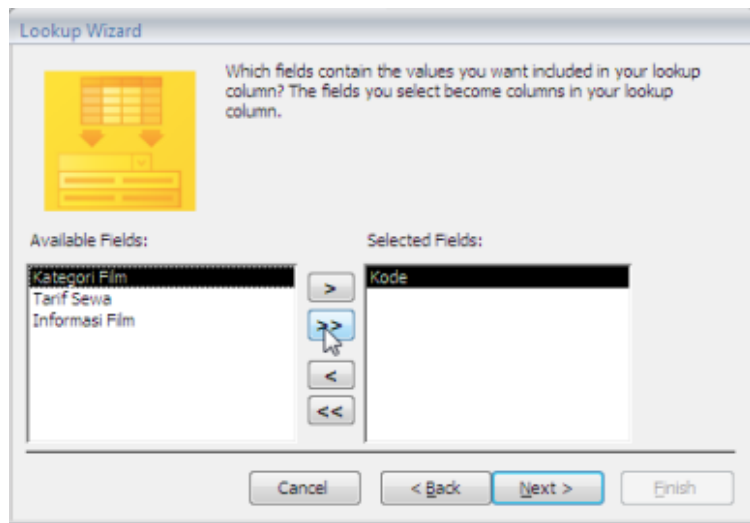 Lookup Wizard
Which fields contain the values you want included in your lookup
column? The fields you select become columns in your lookup
column.
Available Fields:
Selected Fields:
Kategori Film
Tarif Sewa
Informasi Film
>
>>
<
<<
Kode
Cancel
< Back
Next >
Finish